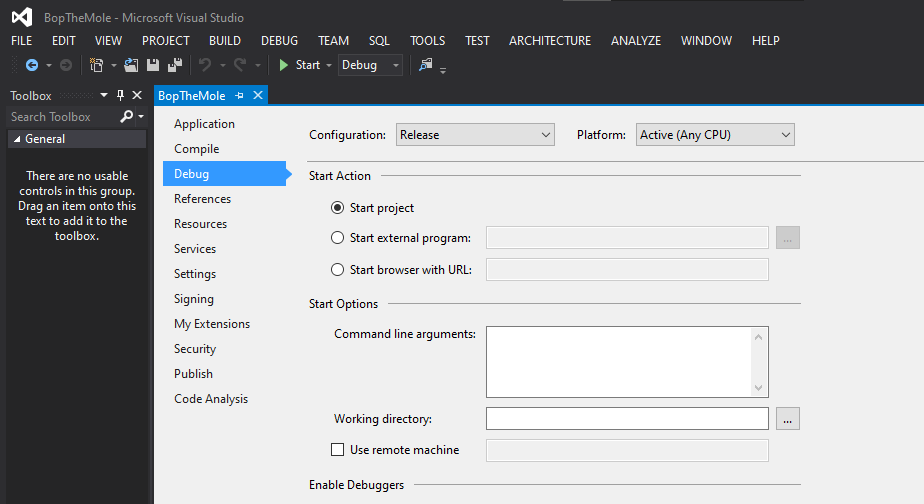 BopTheMole - Microsoft Visual Studio
FILE EDIT VIEW PROJECT BUILD DEBUG TEAM SQL TOOLS TEST ARCHITECTURE ANALYZE WINDOW HELP
Start Debug
Toolbox
Search Toolbox
General
There are no usable
controls in this group.
Drag an item onto this
text to add it to the
toolbox.
BopTheMole
Application
Compile
Debug
References
Resources
Services
Settings
Signing
My Extensions
Security
Publish
Code Analysis
Configuration: Release Platform: Active (Any CPU)
Start Action
Start project
Start external program: ...
Start browser with URL:
Start Options
Command line arguments:
Working directory: ...
Use remote machine
Enable Debuggers